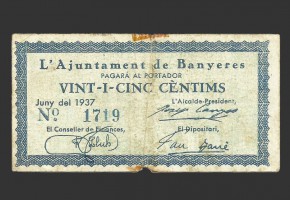 L'Ajuntament de Banyeres
PAGARÁ AL PORTADOR
VINT-I-CINC CÈNTIMS
Juny del 1937
L'Alcalde-President,
Nº 1719
El Conseller de Finances,
El Dipositari,